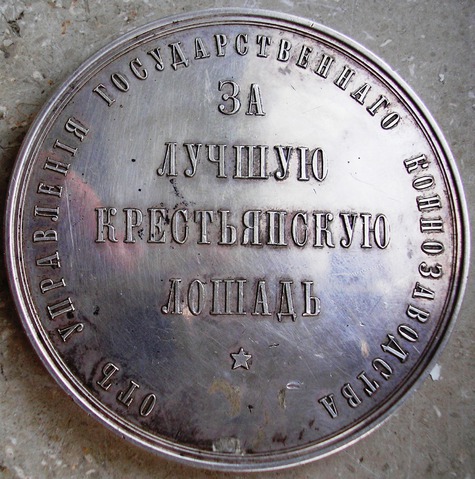 ОТЪ УПРАВЛЕНІЯ ГОСУДАРСТВЕННАГО КОННОЗАВОДСТВА
ЗА
ЛУЧШУЮ
КРЕСТЬЯНСКУЮ
ЛОШАДЬ